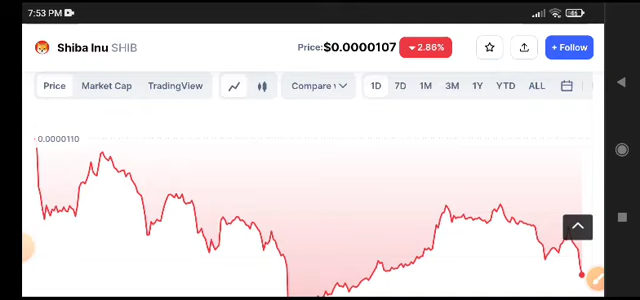 7:53 PM
Shiba Inu SHIB Price: $0.0000107 2.86% + Follow
Price Market Cap TradingView Compare 1D 7D 1M 3M 1Y YTD ALL
0.0000110